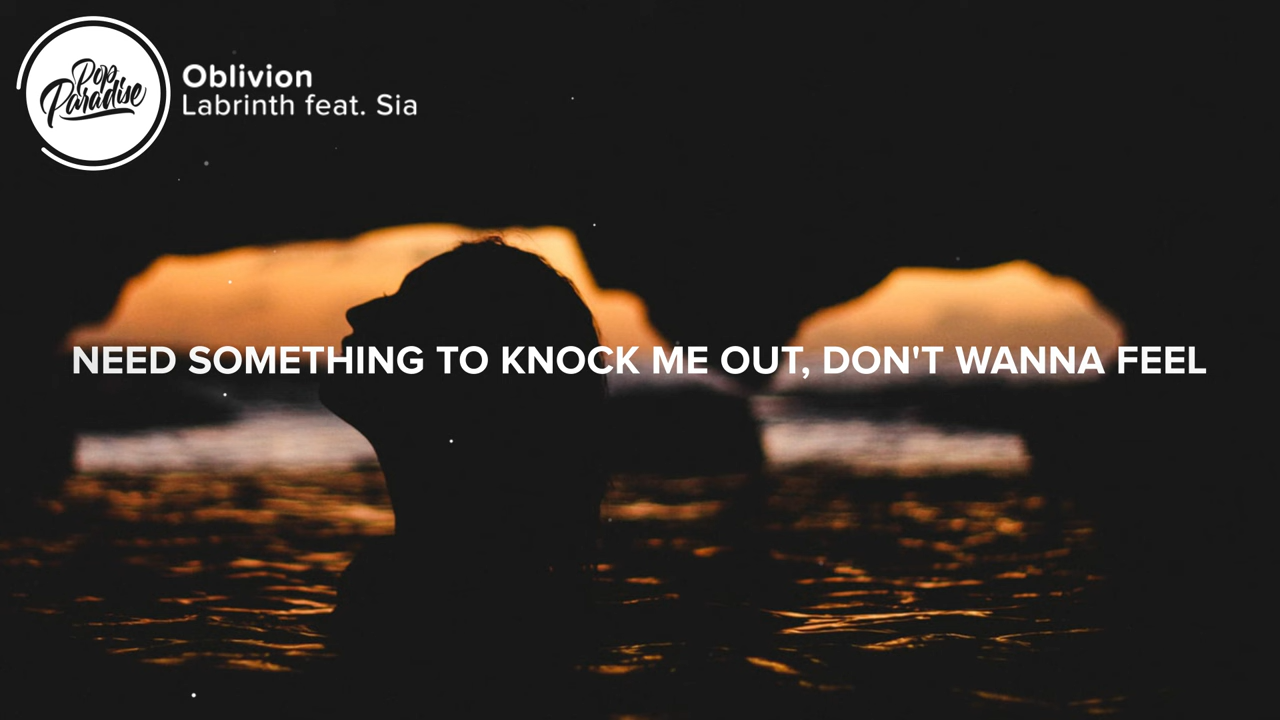 Pop
Paradise
Oblivion
Labrinth feat. Sia
NEED SOMETHING TO KNOCK ME OUT, DON'T WANNA FEEL